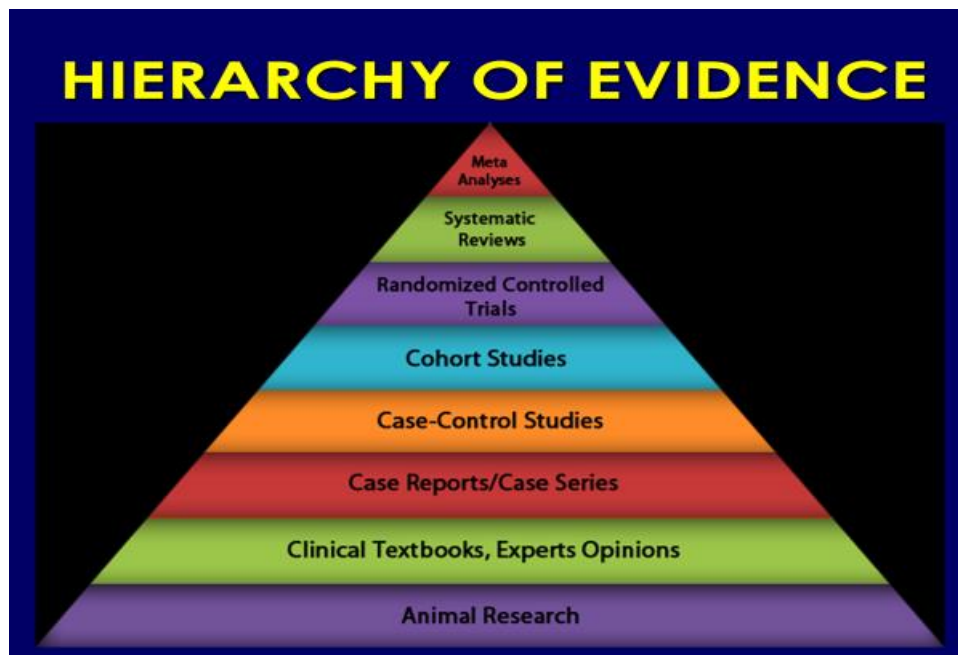 HIERARCHY OF EVIDENCE
Meta
Analyses
Systematic
Reviews
Randomized Controlled
Trials
Cohort Studies
Case-Control Studies
Case Reports/Case Series
Clinical Textbooks, Experts Opinions
Animal Research